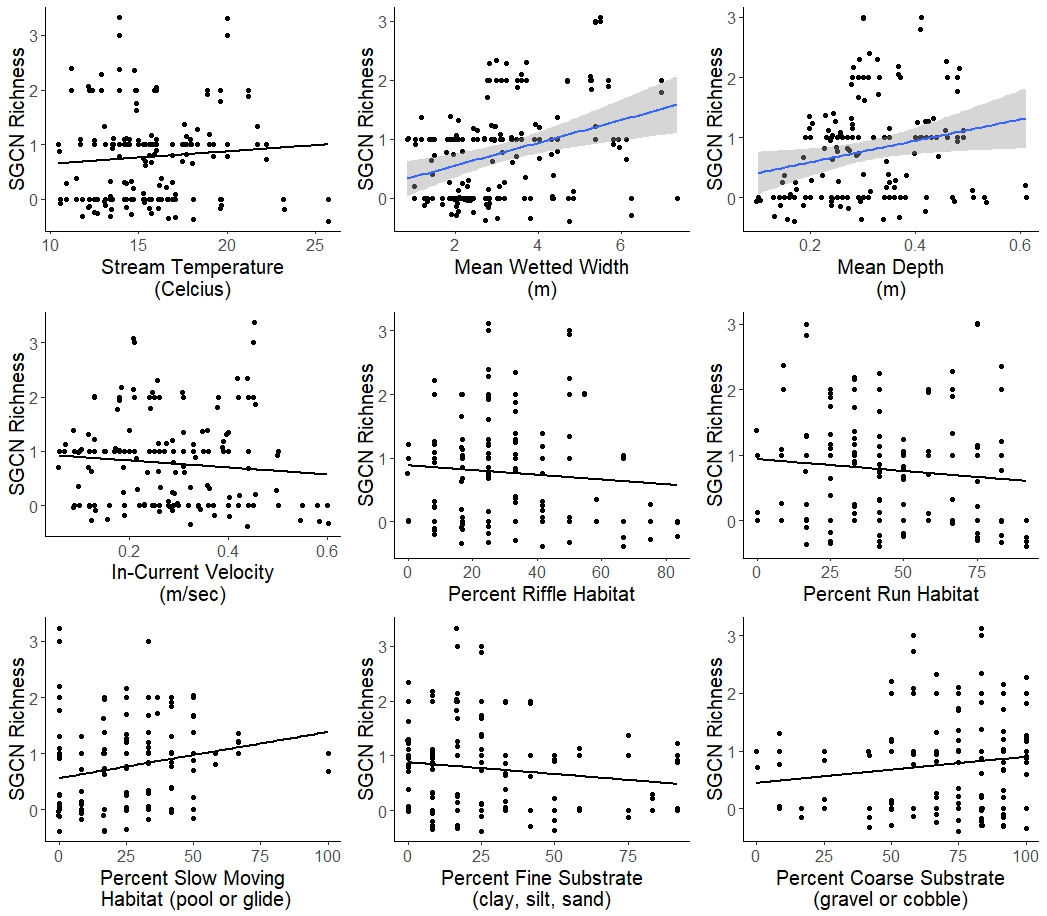 SGCN Richness
3
2
1
0
10
15
20
25
Stream Temperature
(Celcius)
SGCN Richness
3
2
1
0
2
4
6
Mean Wetted Width
(m)
SGCN Richness
3
2
1
0
0.2
0.4
0.6
Mean Depth
(m)
SGCN Richness
3
2
1
0
0.2
0.4
0.6
In-Current Velocity
(m/sec)
SGCN Richness
3
2
1
0
0
20
40
60
80
Percent Riffle Habitat
SGCN Richness
3
2
1
0
0
25
50
75
Percent Run Habitat
SGCN Richness
3
2
1
0
0
25
50
75
100
Percent Slow Moving
Habitat (pool or glide)
SGCN Richness
3
2
1
0
0
25
50
75
Percent Fine Substrate
(clay, silt, sand)
SGCN Richness
3
2
1
0
0
25
50
75
100
Percent Coarse Substrate
(gravel or cobble)